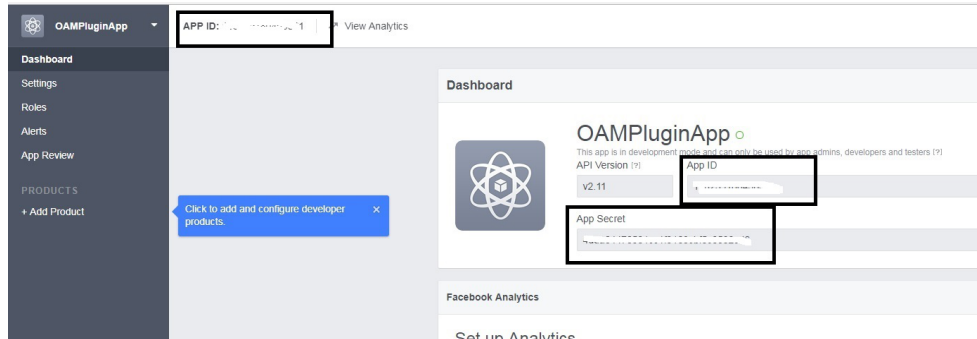 OAMPluginApp
APP ID:
View Analytics
Dashboard
Settings
Roles
Alerts
App Review
PRODUCTS
+ Add Product
Click to add and configure developer
products.
×
Dashboard
OAMPluginApp
This app is in development mode and can only be used by app admins, developers and testers [?]
API Version [?]
App ID
v2.11
App Secret
Facebook Analytics
Set up Analytics